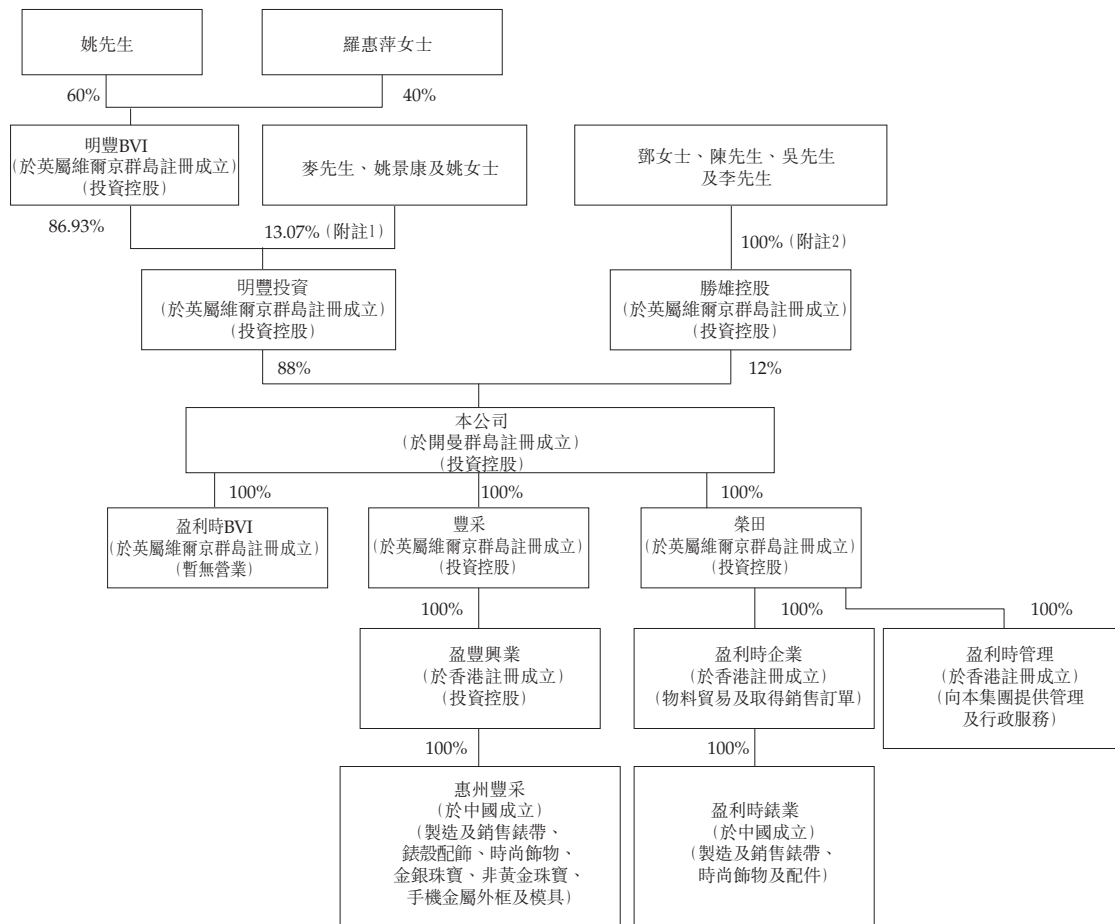 姚先生
羅惠萍女士
60%
40%
明豐BVI
(於英屬維爾京群島註冊成立)
(投資控股)
麥先生、姚景康及姚女士
鄧女士、陳先生、吳先生
及李先生
86.93%
13.07% (附註1)
100% (附註2)
明豐投資
(於英屬維爾京群島註冊成立)
(投資控股)
勝雄控股
(於英屬維爾京群島註冊成立)
(投資控股)
88%
12%
本公司
(於開曼群島註冊成立)
(投資控股)
100%
100%
100%
盈利時BVI
(於英屬維爾京群島註冊成立)
(暫無營業)
豐采
(於英屬維爾京群島註冊成立)
(投資控股)
榮田
(於英屬維爾京群島註冊成立)
(投資控股)
100%
100%
100%
盈豐興業
(於香港註冊成立)
(投資控股)
盈利時企業
(於香港註冊成立)
(物料貿易及取得銷售訂單)
盈利時管理
(於香港註冊成立)
(向本集團提供管理
及行政服務)
100%
100%
惠州豐采
(於中國成立)
(製造及銷售錶帶、
錶殼配飾、時尚飾物、
金銀珠寶、非黃金珠寶、
手機金屬外框及模具)
盈利時錶業
(於中國成立)
(製造及銷售錶帶、
時尚飾物及配件)